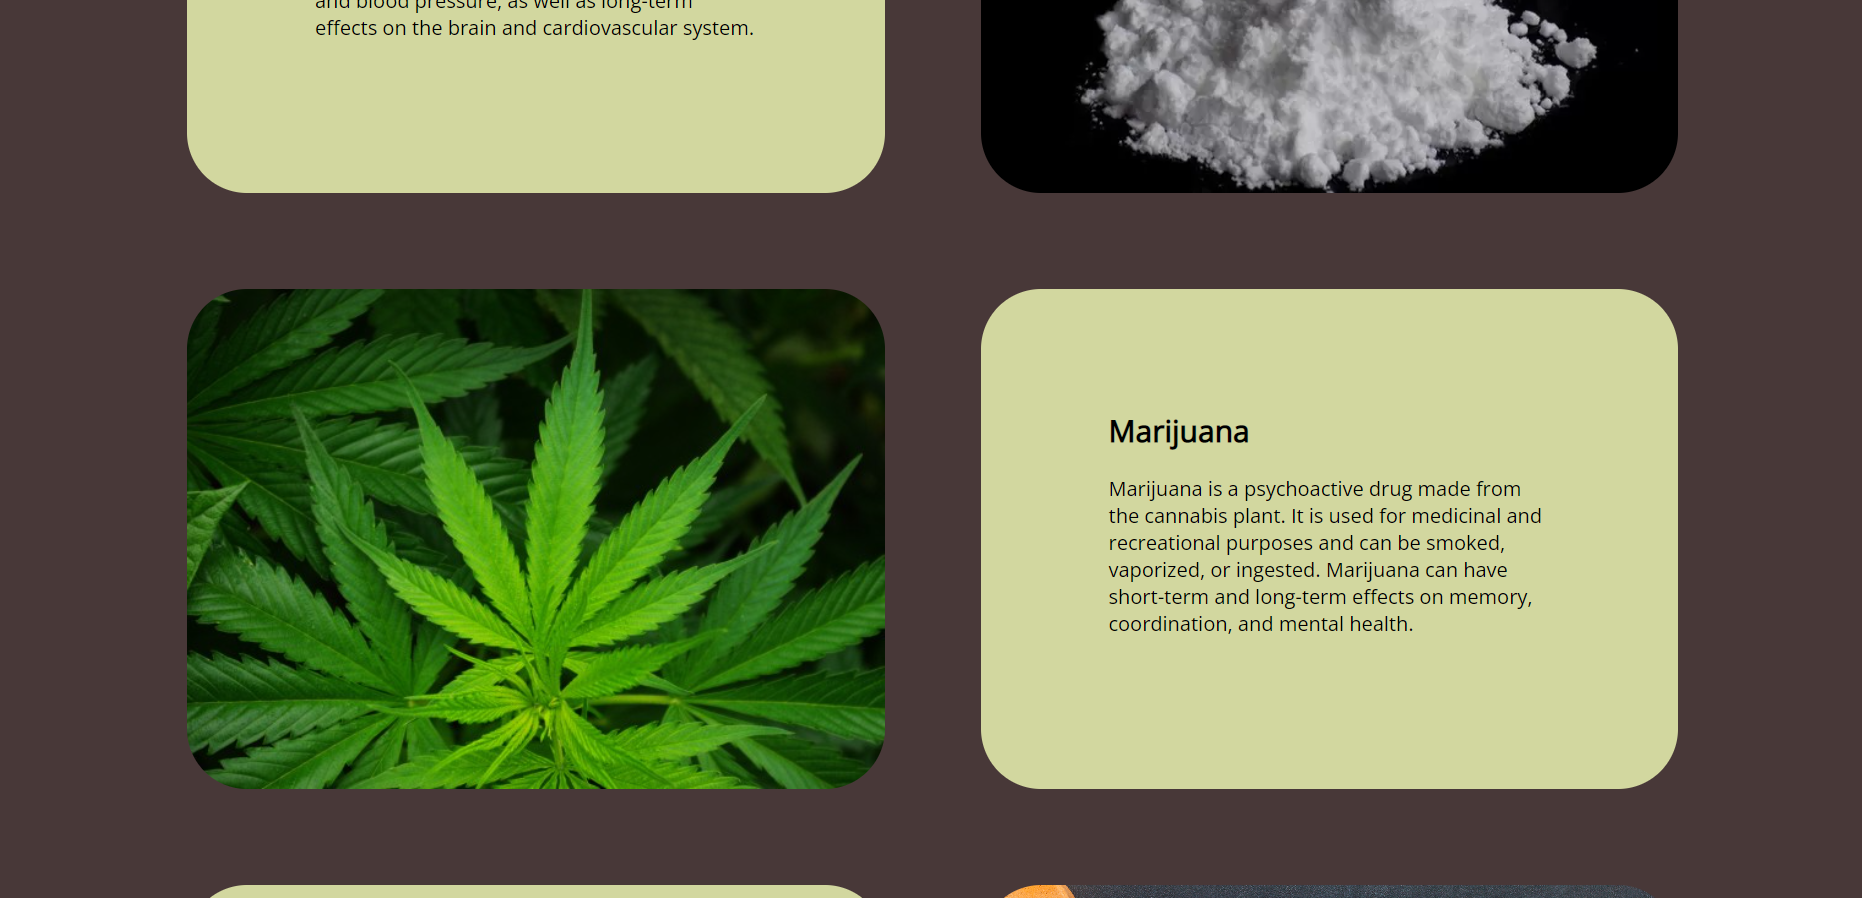 and blood pressure, as well as long-term
effects on the brain and cardiovascular system.
Marijuana
Marijuana is a psychoactive drug made from
the cannabis plant. It is used for medicinal and
recreational purposes and can be smoked,
vaporized, or ingested. Marijuana can have
short-term and long-term effects on memory,
coordination, and mental health.